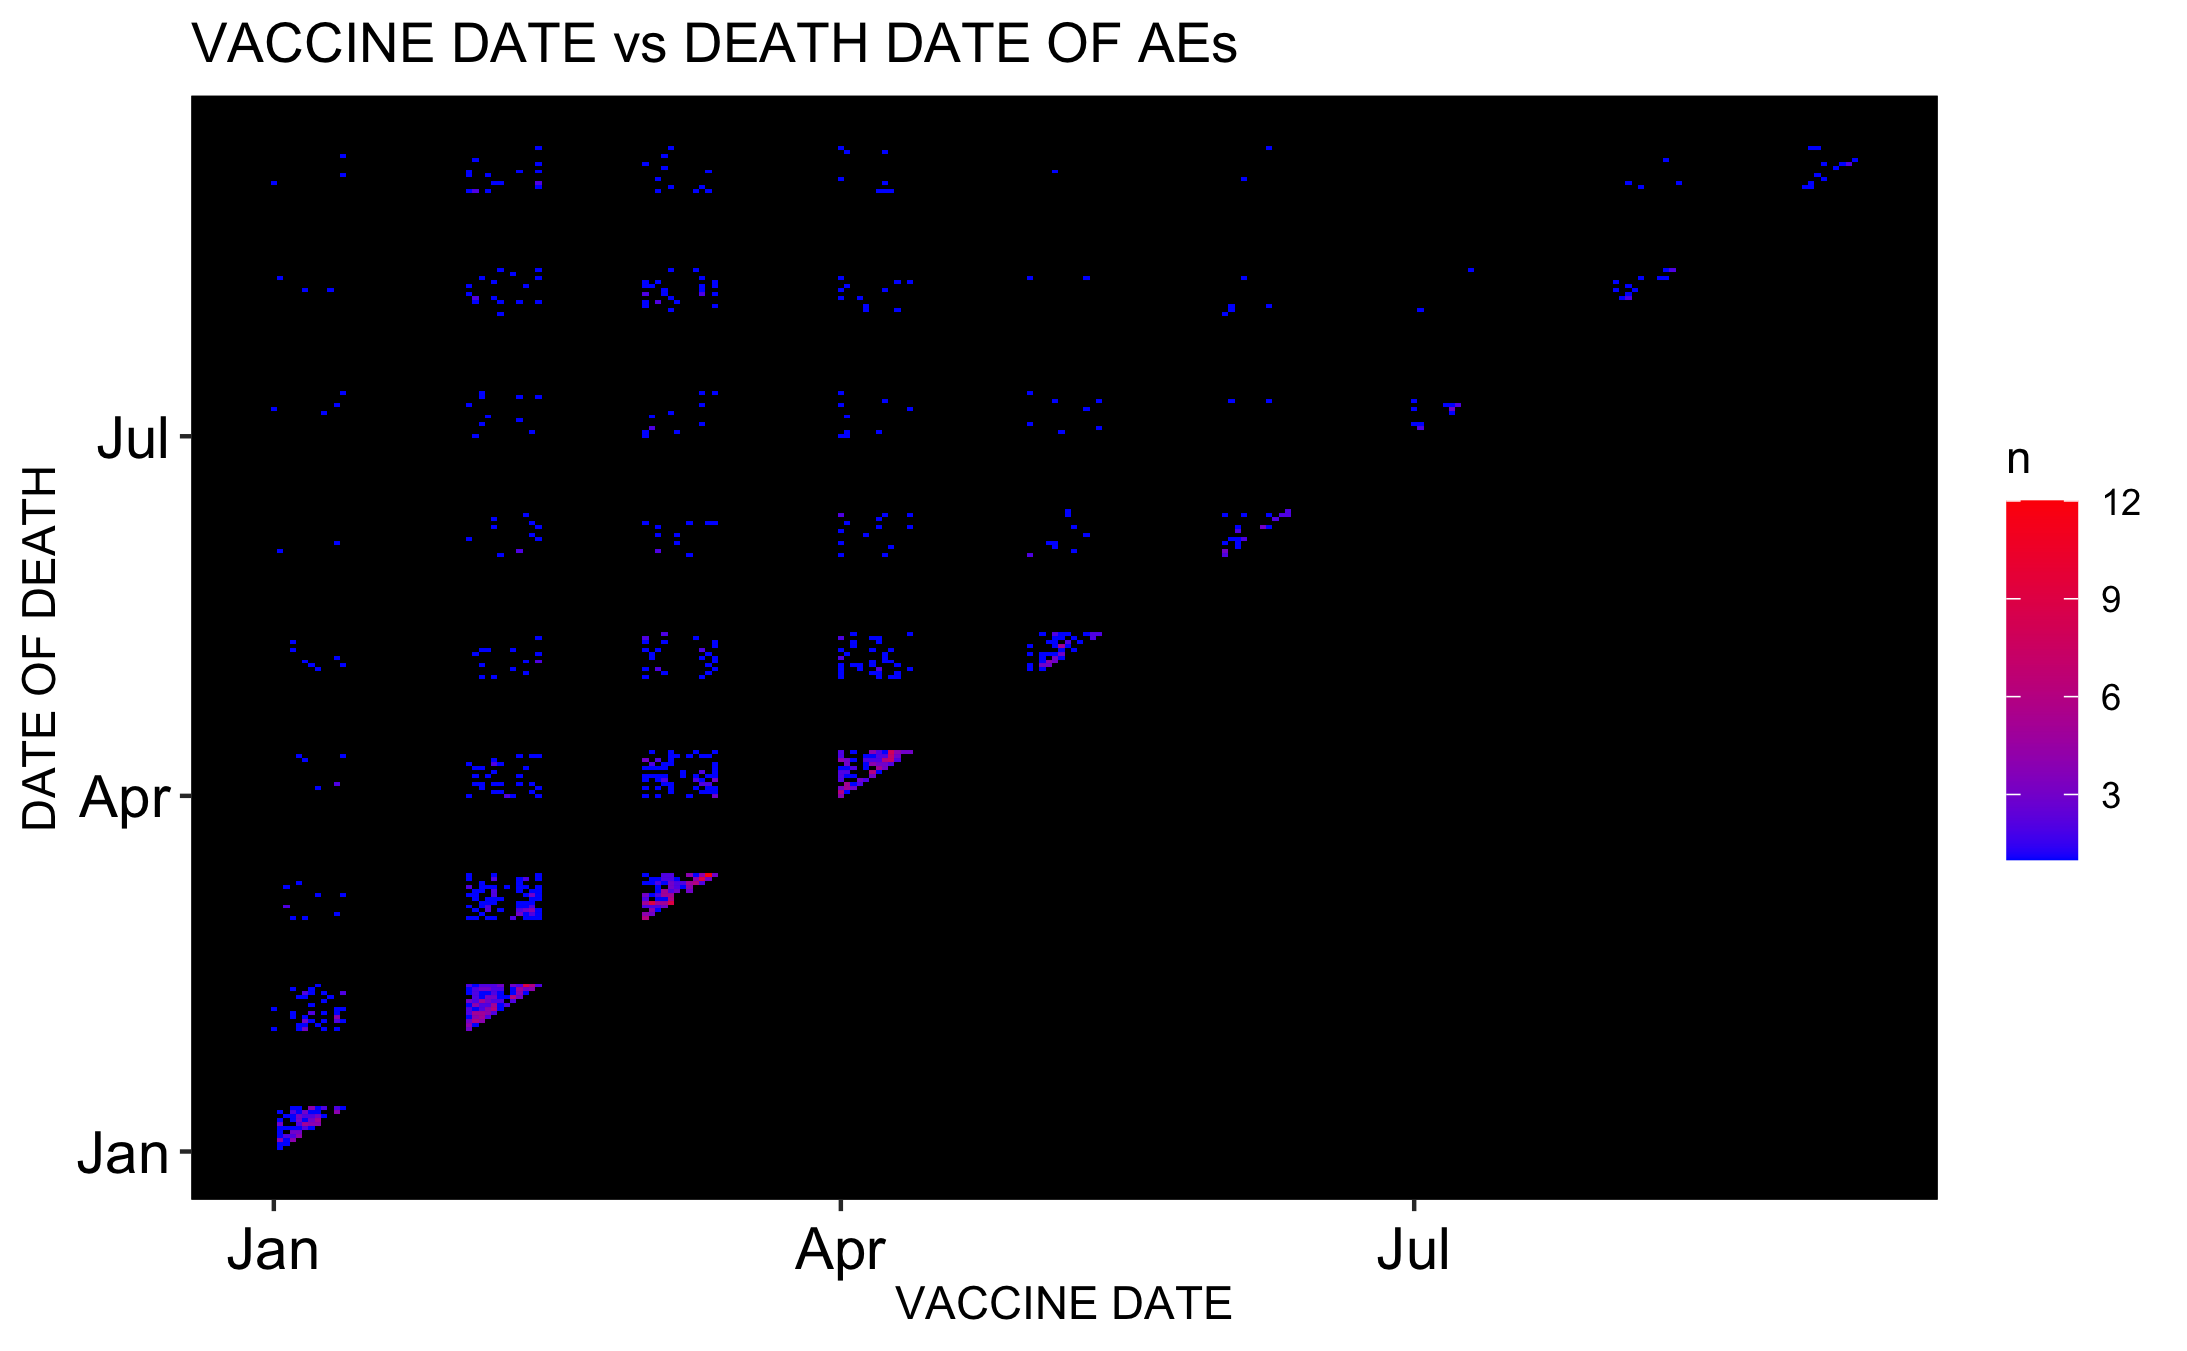 VACCINE DATE vs DEATH DATE OF AEs
DATE OF DEATH
Jul
Apr
Jan
Jan
Apr
Jul
VACCINE DATE
n
12
9
6
3